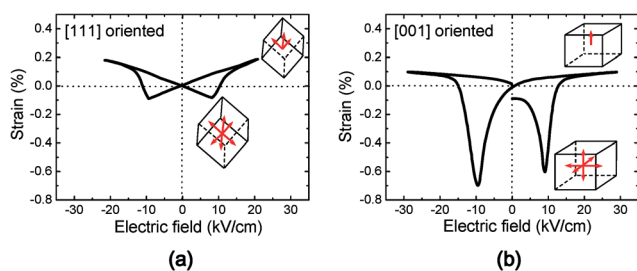 [111] oriented
0.4
0.2
0.0
-0.2
-0.4
-0.6
-0.8
Strain (%)
-30 -20 -10 0 10 20 30
Electric field (kV/cm)
(a)
[001] oriented
0.4
0.2
0.0
-0.2
-0.4
-0.6
-0.8
Strain (%)
-30 -20 -10 0 10 20 30
Electric field (kV/cm)
(b)